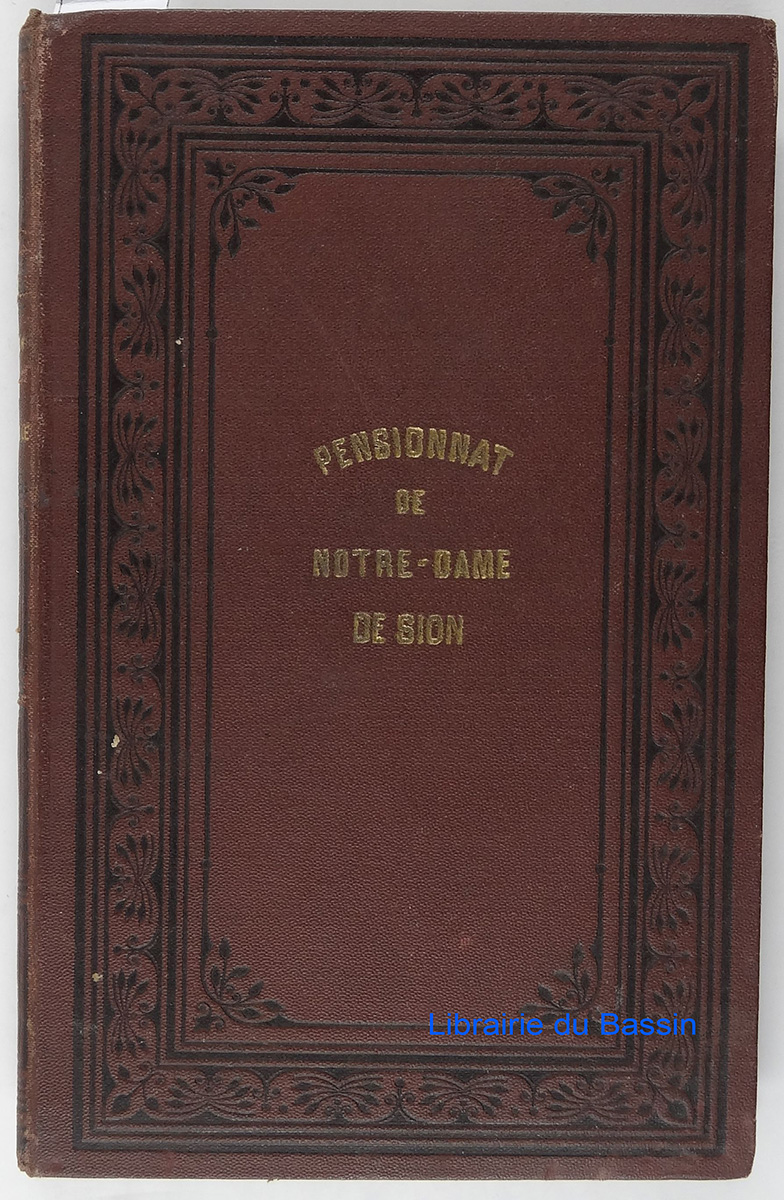 PENSIONNAT
DE
NOTRE-DAME
DE SION
Librairie du Bassin